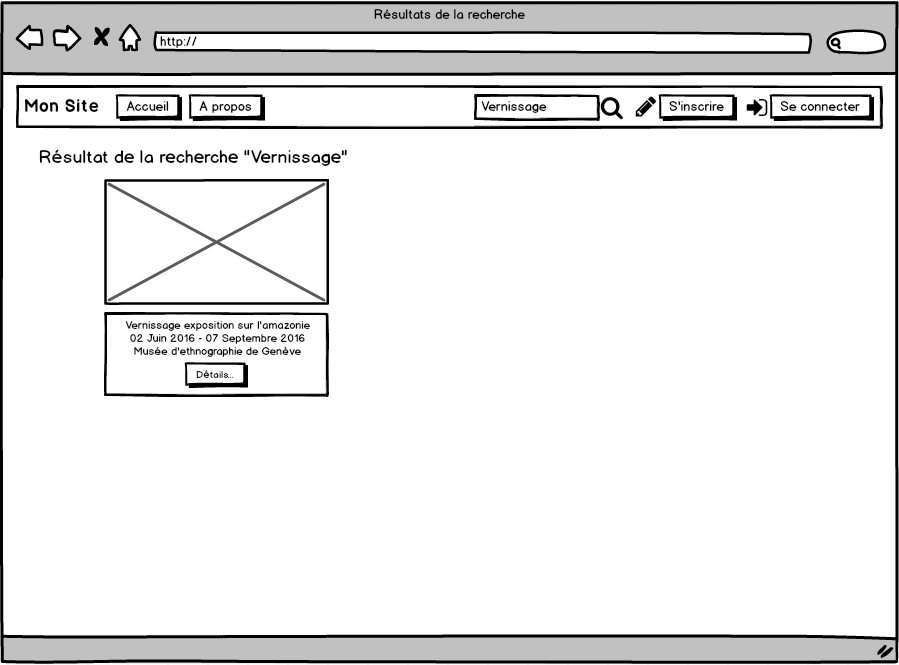 Résultats de la recherche
http://
Mon Site Accueil A propos Vernissage S'inscrire Se connecter
Résultat de la recherche "Vernissage"
Vernissage exposition sur l'amazonie
02 Juin 2016 - 07 Septembre 2016
Musée d'ethnographie de Genève
Détails...